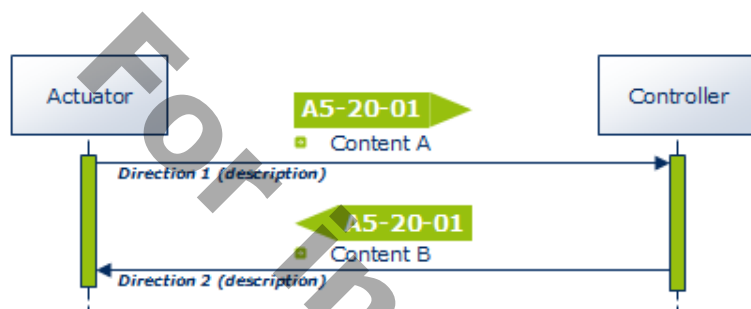 Actuator
Controller
A5-20-01
Content A
Direction 1 (description)
A5-20-01
Content B
Direction 2 (description)
For